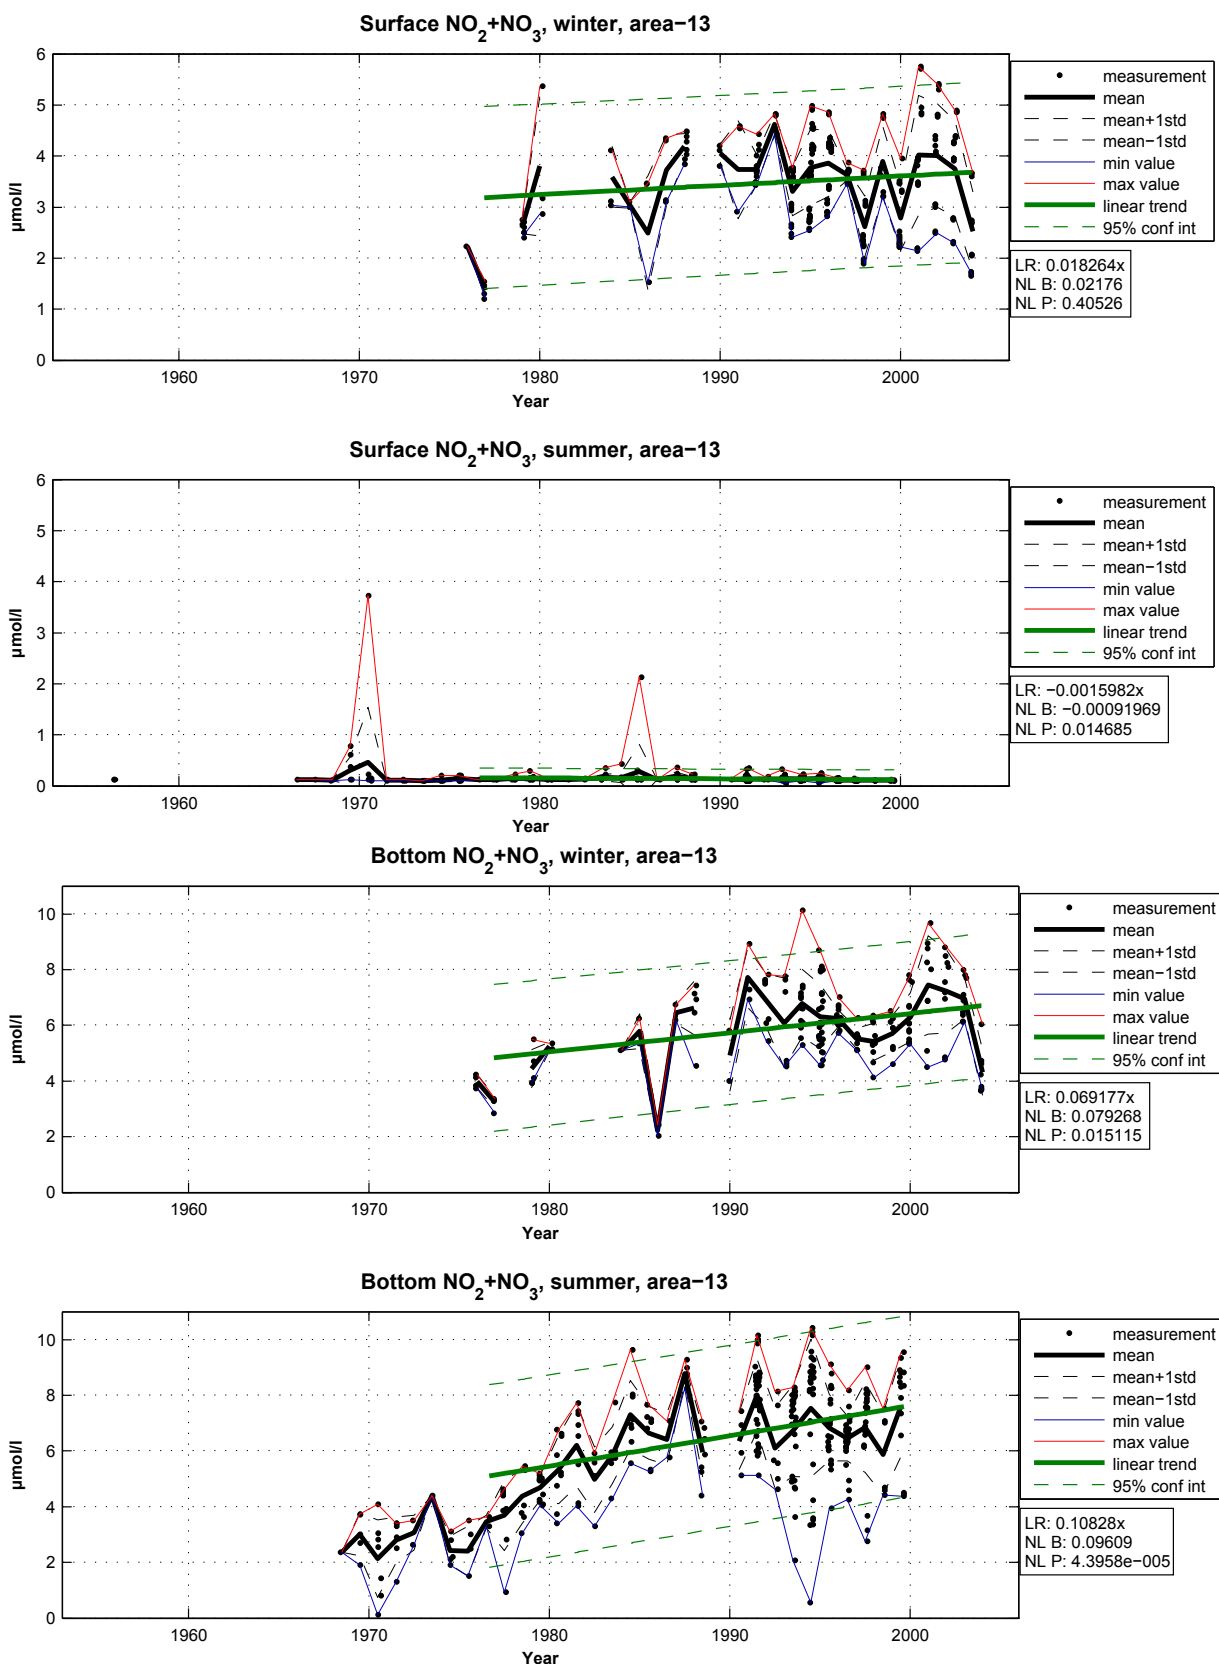 Surface NO2+NO3, winter, area−13
6
5
4
3
2
1
0
µmol/l
1960 1970 1980 1990 2000
Year
measurement
mean
mean+1std
mean−1std
min value
max value
linear trend
95% conf int
LR: 0.018264x
NL B: 0.02176
NL P: 0.40526
Surface NO2+NO3, summer, area−13
6
5
4
3
2
1
0
µmol/l
1960 1970 1980 1990 2000
Year
measurement
mean
mean+1std
mean−1std
min value
max value
linear trend
95% conf int
LR: −0.0015982x
NL B: −0.00091969
NL P: 0.014685
Bottom NO2+NO3, winter, area−13
10
8
6
4
2
0
µmol/l
1960 1970 1980 1990 2000
Year
measurement
mean
mean+1std
mean−1std
min value
max value
linear trend
95% conf int
LR: 0.069177x
NL B: 0.079268
NL P: 0.015115
Bottom NO2+NO3, summer, area−13
10
8
6
4
2
0
µmol/l
1960 1970 1980 1990 2000
Year
measurement
mean
mean+1std
mean−1std
min value
max value
linear trend
95% conf int
LR: 0.10828x
NL B: 0.09609
NL P: 4.3958e−005